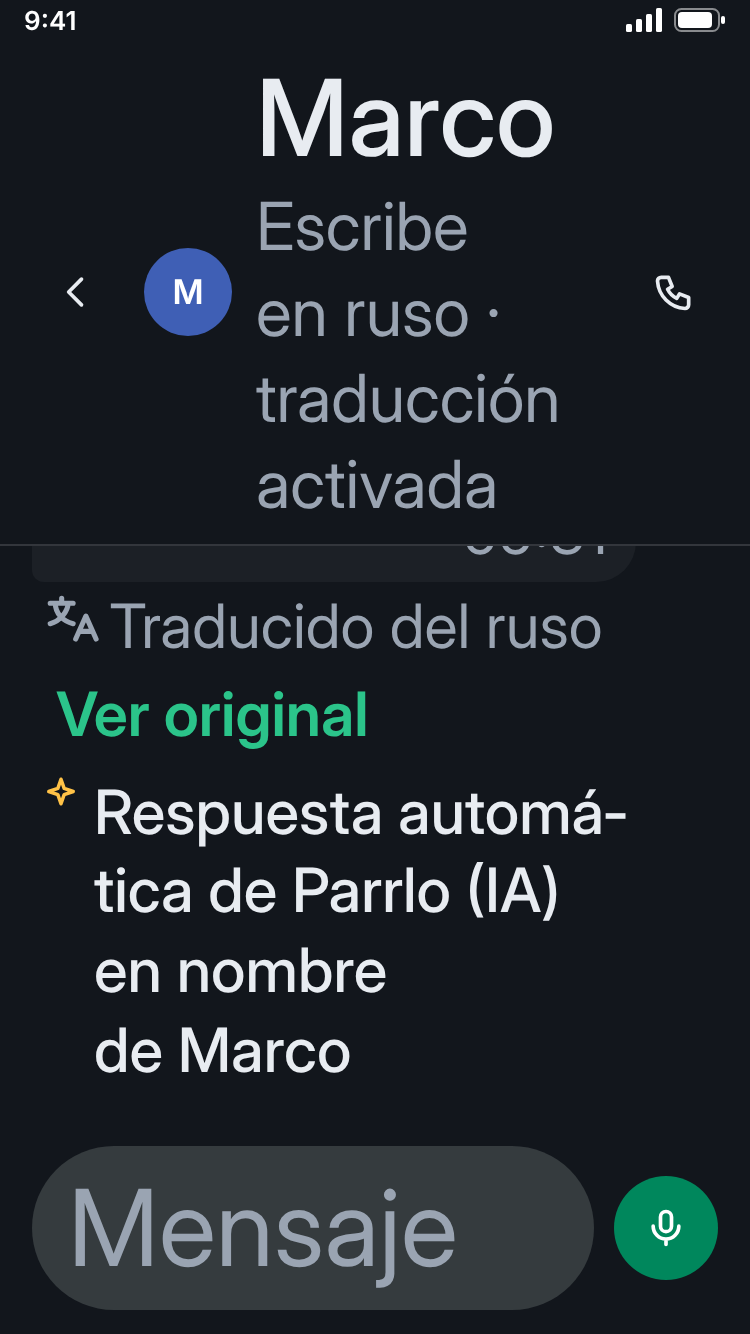 9:41
Marco
Escribe
en ruso ·
traducción
activada
M
Traducido del ruso
Ver original
Respuesta automá-
tica de Parrlo (IA)
en nombre
de Marco
Mensaje